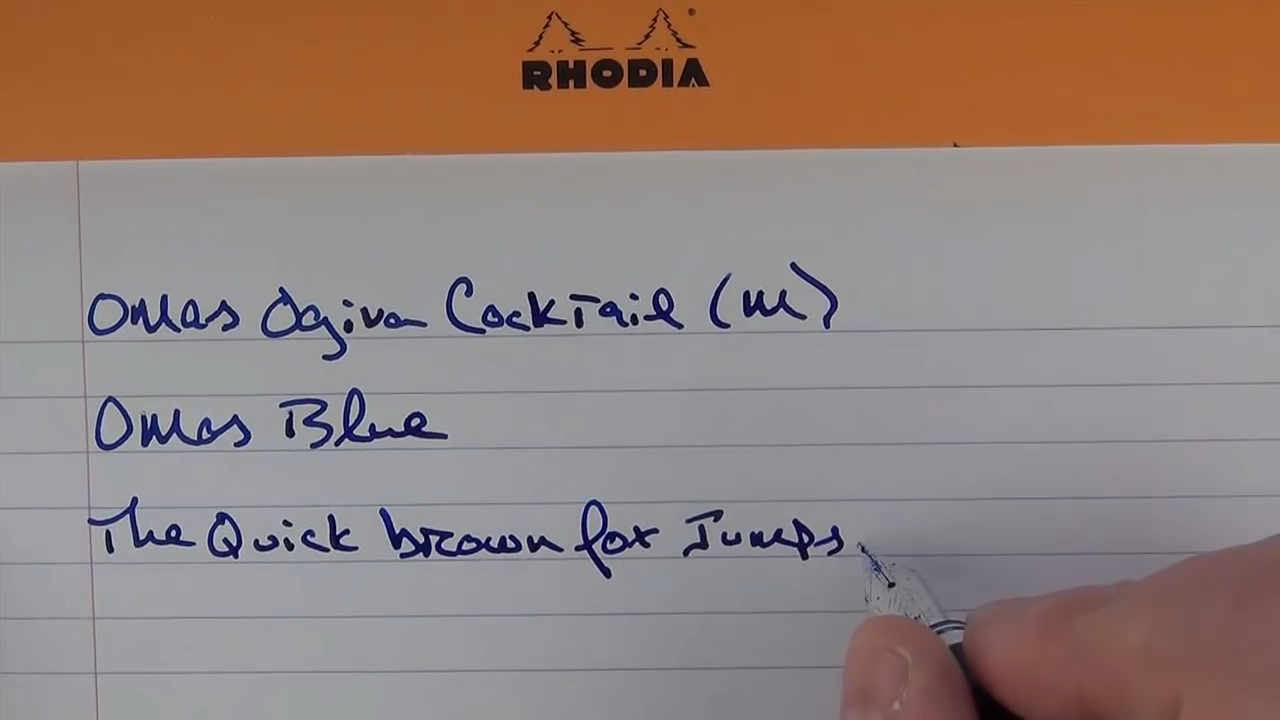 RHODIA
Omas Ogiva Cocktail (M)
Omas Blue
The Quick brown fox Jumps